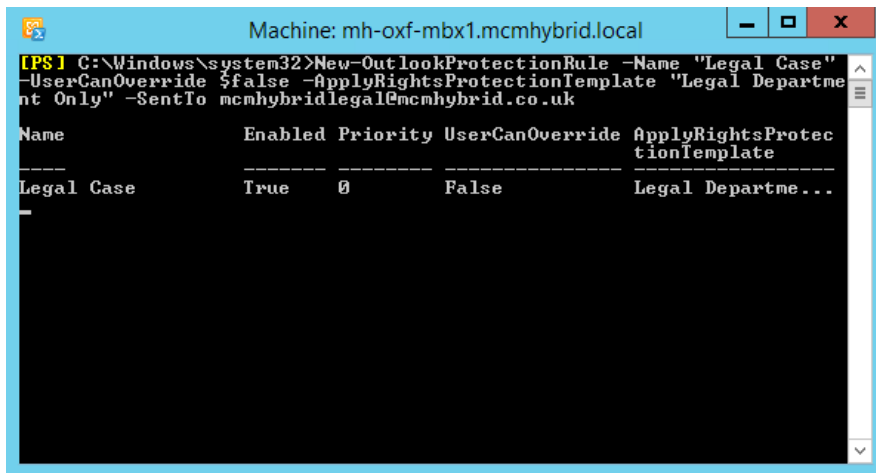 Machine: mh-oxf-mbx1.mcmhybrid.local
[PS] C:\Windows\system32>New-OutlookProtectionRule -Name "Legal Case"
-UserCanOverride $false -ApplyRightsProtectionTemplate "Legal Departme
nt Only" -SentTo mcmhybridlegal@mcmhybrid.co.uk
Name Enabled Priority UserCanOverride ApplyRightsProtec
tionTemplate
---- ------- -------- --------------- -----------------
Legal Case True 0 False Legal Departme...